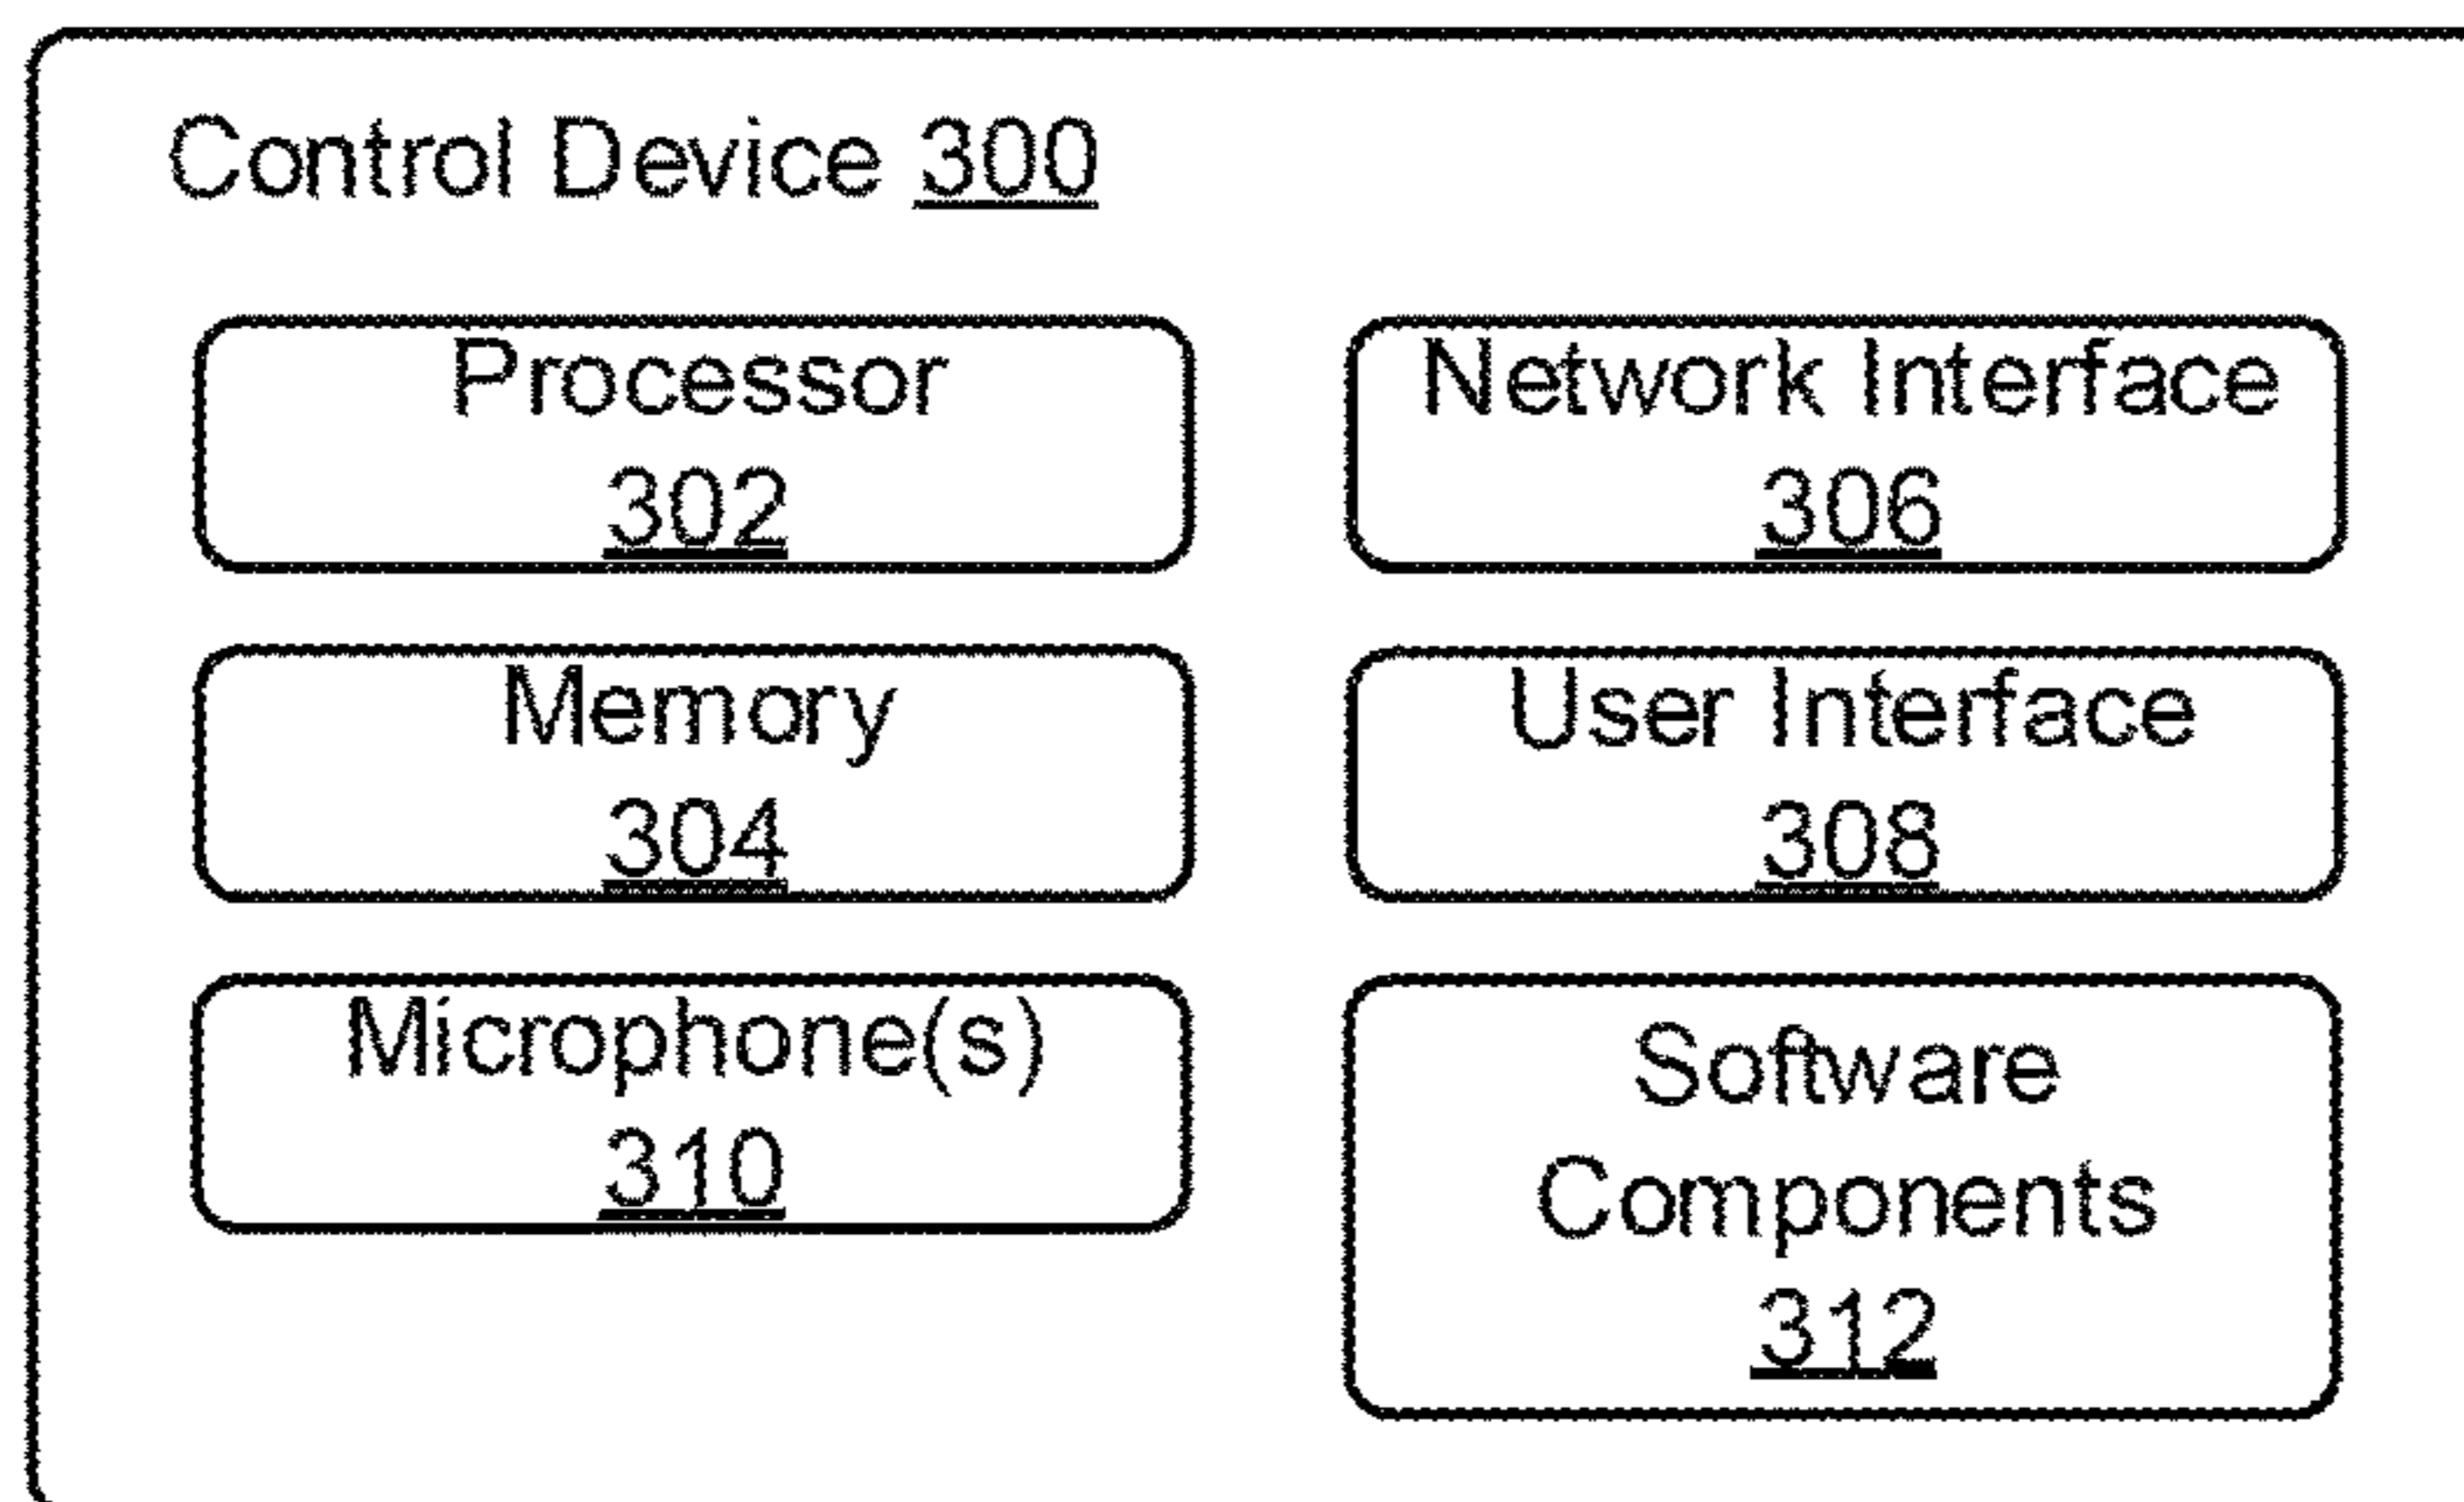 Control Device 300
Processor
302
Network Interface
306
Memory
304
User Interface
308
Microphone(s)
310
Software
Components
312